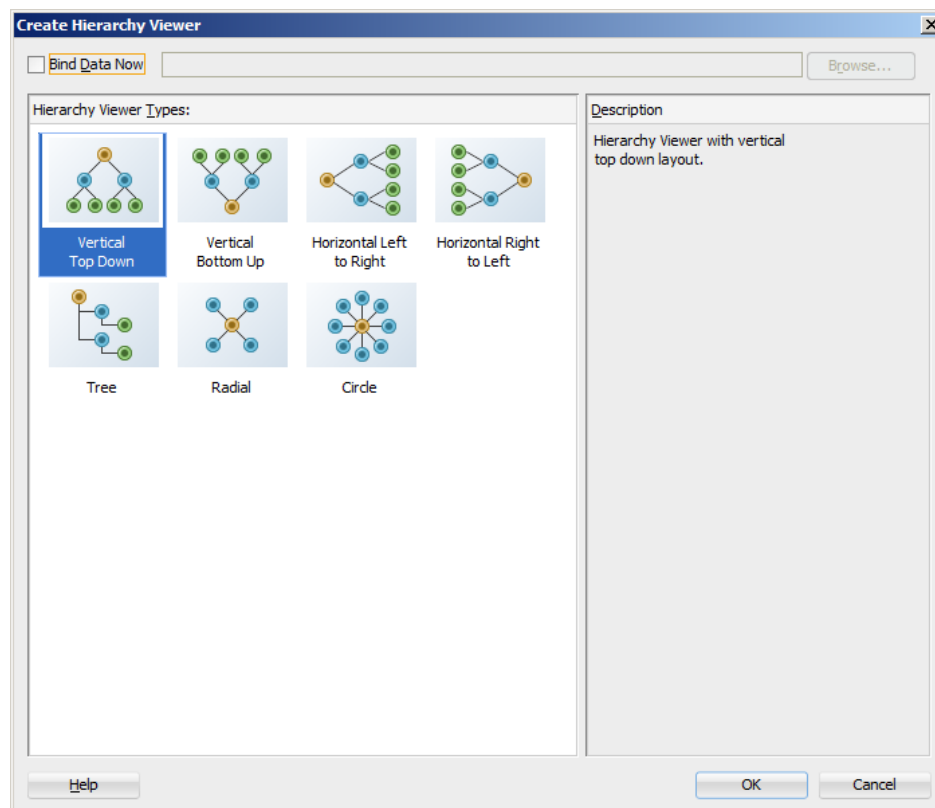 Create Hierarchy Viewer
Bind Data Now
Browse...
Hierarchy Viewer Types:
Vertical
Top Down
Vertical
Bottom Up
Horizontal Left
to Right
Horizontal Right
to Left
Tree
Radial
Circle
Description
Hierarchy Viewer with vertical
top down layout.
Help
OK
Cancel